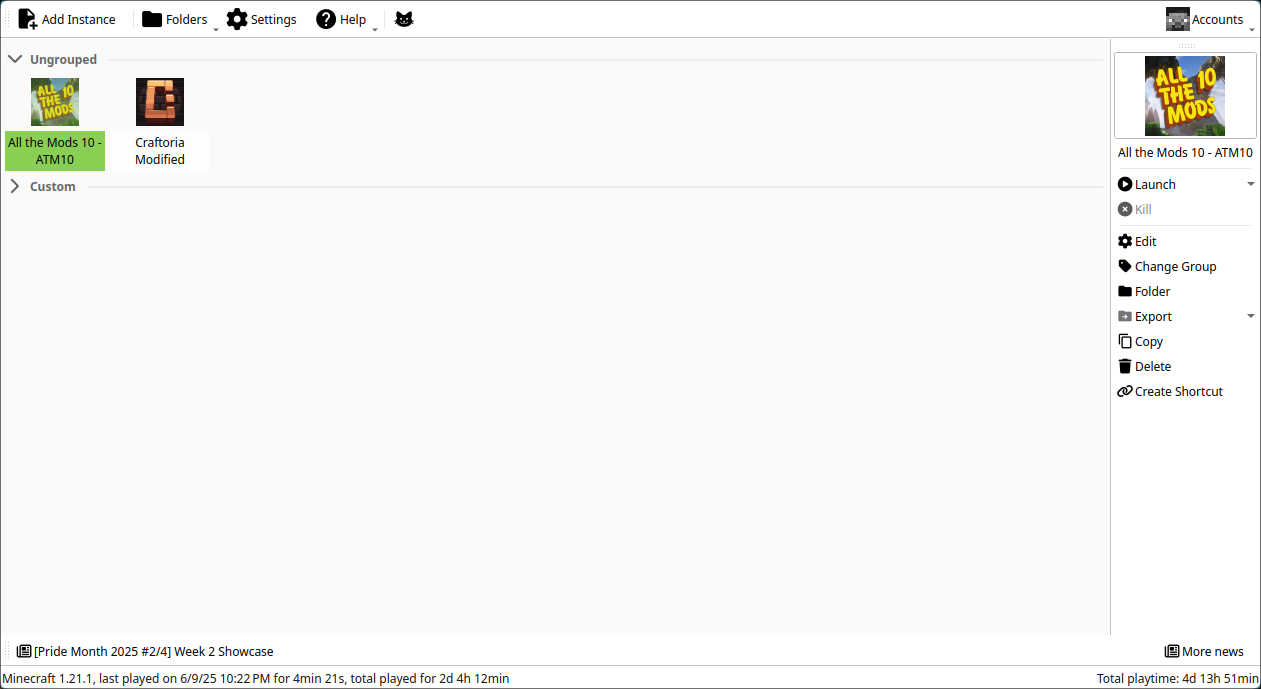 Add Instance
Folders
Settings
Help
Accounts
Ungrouped
ALL THE 10 MODS
All the Mods 10 -
ATM10
Craftoria
Modified
Custom
ALL
10
THE
MODS
All the Mods 10 - ATM10
Launch
Kill
Edit
Change Group
Folder
Export
Copy
Delete
Create Shortcut
[Pride Month 2025 #2/4] Week 2 Showcase
More news
Minecraft 1.21.1, last played on 6/9/25 10:22 PM for 4min 21s, total played for 2d 4h 12min
Total playtime: 4d 13h 51min